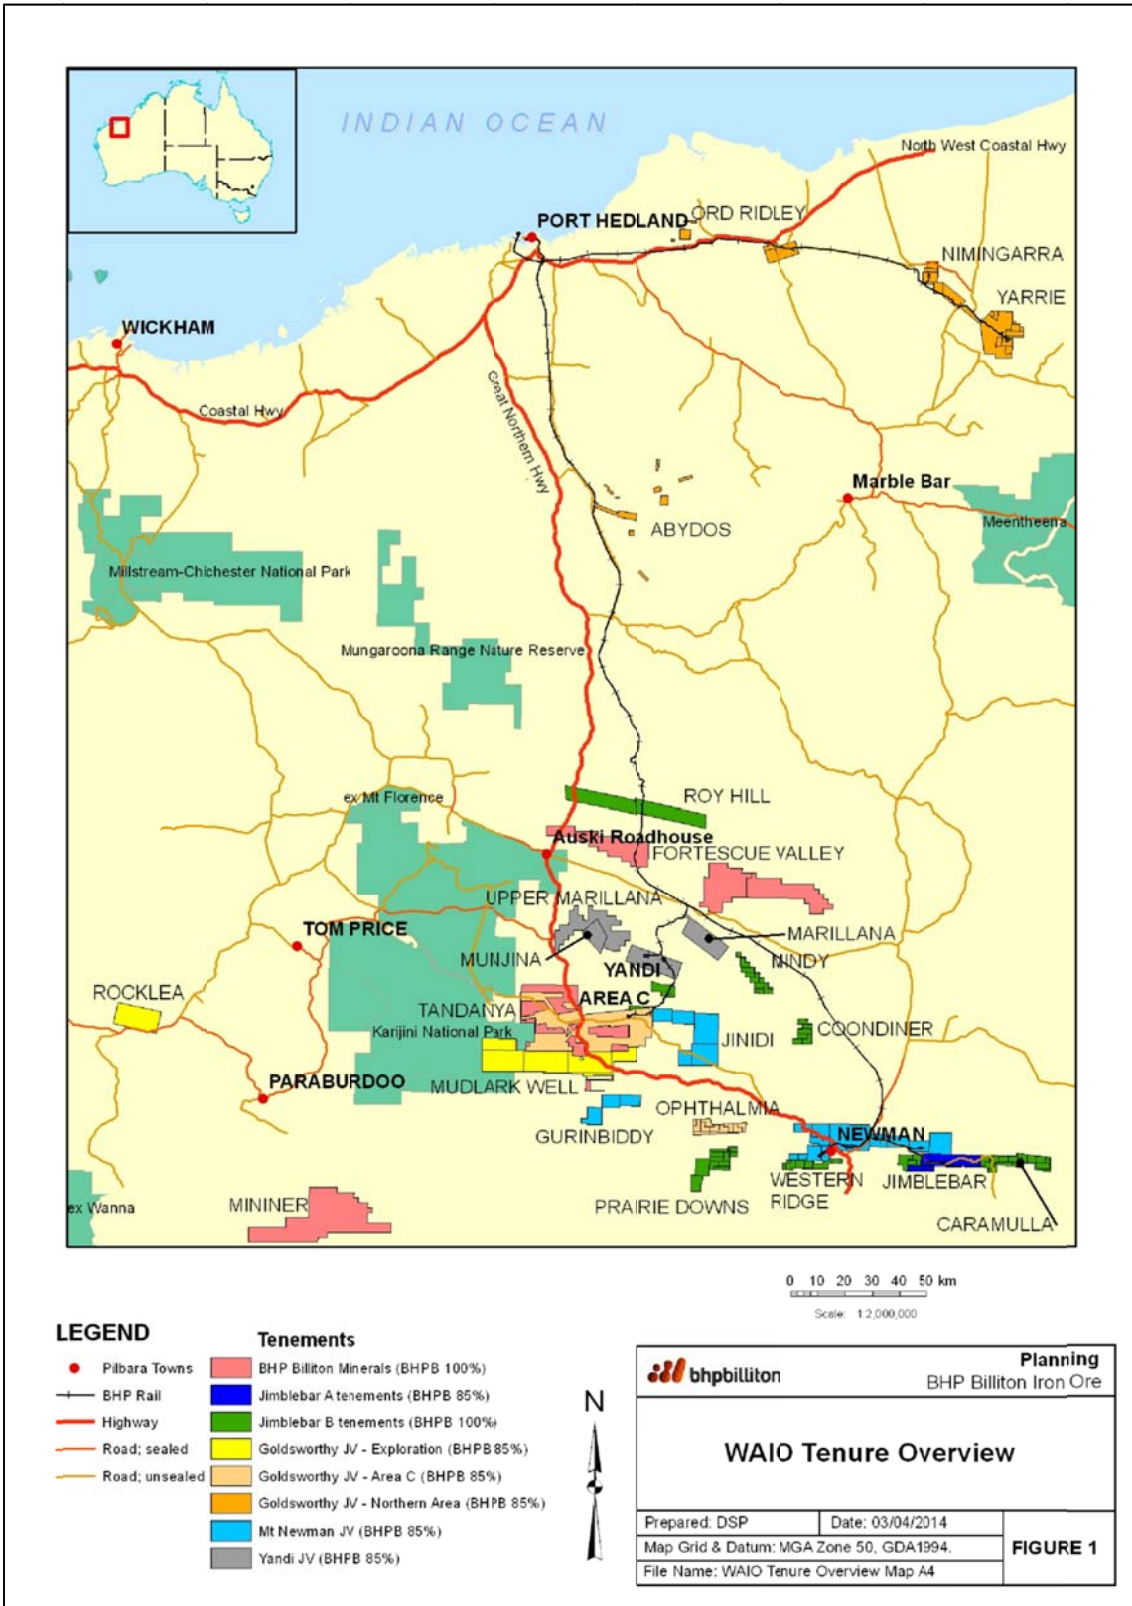 INDIAN OCEAN
North West Coastal Hwy
PORT HEDLAND
ORD RIDLEY
NIMINGARRA
YARRIE
WICKHAM
Coastal Hwy
Great Northern Hwy
Marble Bar
Meentheena
ABYDOS
Millstream-Chichester National Park
Mungaroona Range Nature Reserve
ROY HILL
ex Mt Florence
Auski Roadhouse
FORTESCUE VALLEY
UPPER MARILLANA
MARILLANA
TOM PRICE
MUNJINA
YANDI
NINDY
ROCKLEA
AREA C
TANDANYA
COONDINER
Karijini National Park
JINIDI
PARABURDOO
MUDLARK WELL
OPHTHALMIA
GURINBIDDY
NEWMAN
WESTERN
RIDGE
JIMBLEBAR
ex Wanna
MININER
PRAIRIE DOWNS
CARAMULLA
0 10 20 30 40 50 km
Scale: 1:2,000,000
LEGEND
Pilbara Towns
BHP Rail
Highway
Road; sealed
Road; unsealed
Tenements
BHP Billiton Minerals (BHPB 100%)
Jimblebar A tenements (BHPB 85%)
Jimblebar B tenements (BHPB 100%)
Goldsworthy JV - Exploration (BHPB 85%)
Goldsworthy JV - Area C (BHPB 85%)
Goldsworthy JV - Northern Area (BHPB 85%)
Mt Newman JV (BHPB 85%)
Yandi JV (BHPB 85%)
N
bhpbilliton
Planning
BHP Billiton Iron Ore
WAIO Tenure Overview
Prepared: DSP
Date: 03/04/2014
Map Grid & Datum: MGA Zone 50, GDA1994.
File Name: WAIO Tenure Overview Map A4
FIGURE 1